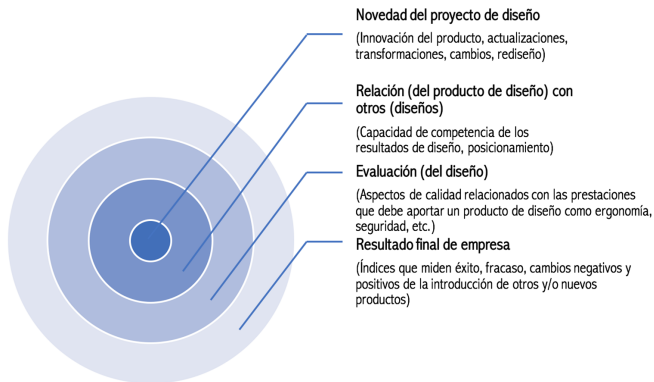 Novedad del proyecto de diseño
(Innovación del producto, actualizaciones,
transformaciones, cambios, rediseño)
Relación (del producto de diseño) con
otros (diseños)
(Capacidad de competencia de los
resultados de diseño, posicionamiento)
Evaluación (del diseño)
(Aspectos de calidad relacionados con las prestaciones
que debe aportar un producto de diseño como ergonomía,
seguridad, etc.)
Resultado final de empresa
(Índices que miden éxito, fracaso, cambios negativos y
positivos de la introducción de otros y/o nuevos
productos)